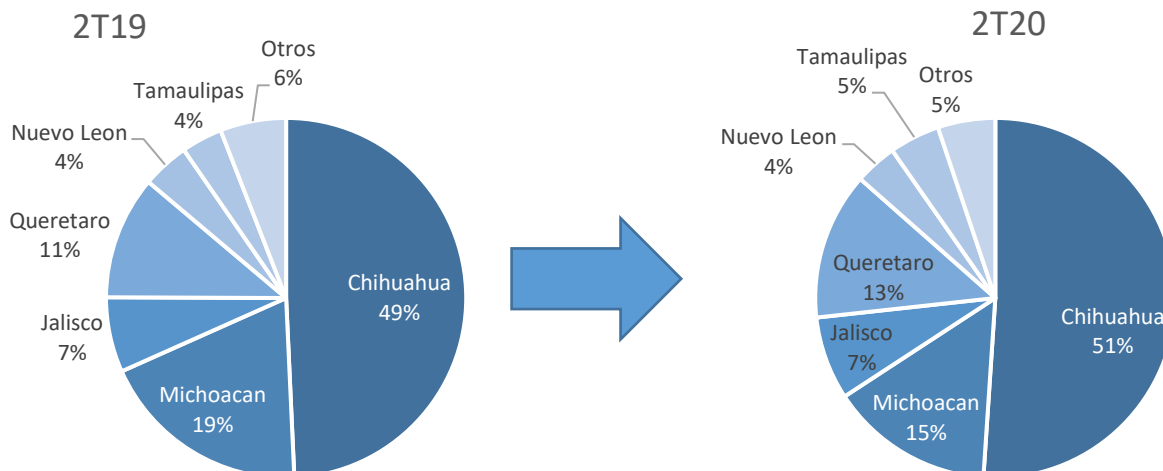 2T19
Otros
6%
Tamaulipas
4%
Nuevo Leon
4%
Queretaro
11%
Jalisco
7%
Michoacan
19%
Chihuahua
49%
2T20
Tamaulipas
5%
Otros
5%
Nuevo Leon
4%
Queretaro
13%
Jalisco
7%
Michoacan
15%
Chihuahua
51%